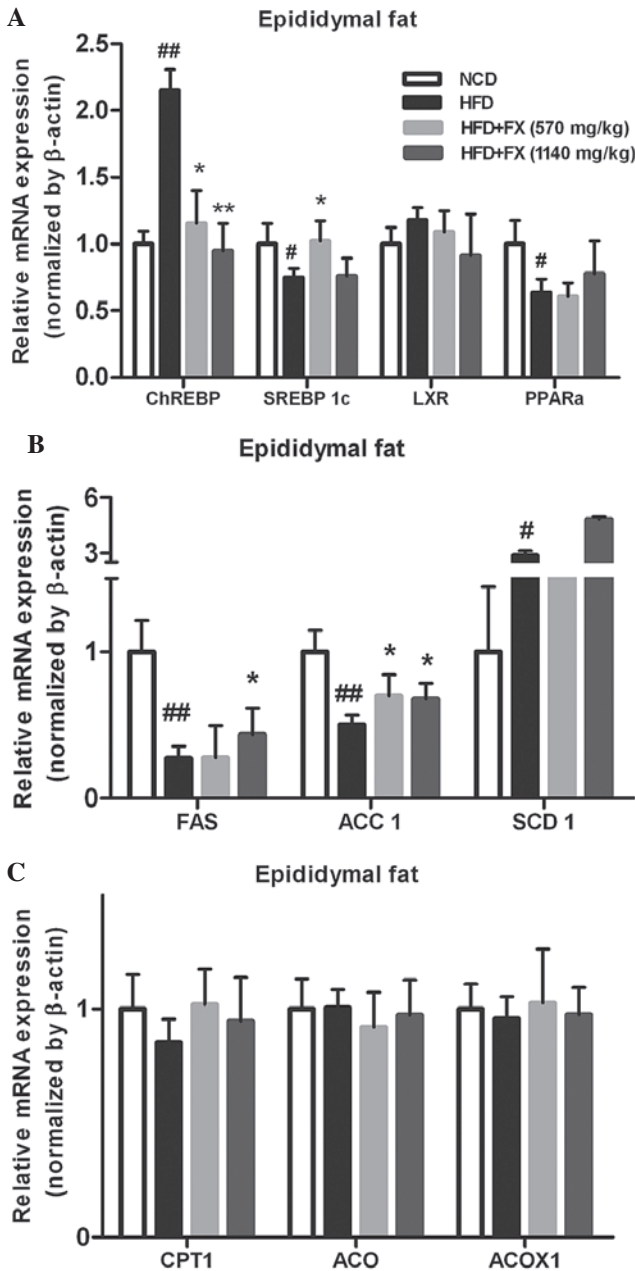 A
Epididymal fat
Relative mRNA expression
(normalized by β-actin)
2.5
2.0
1.5
1.0
0.5
0.0
##
*
**
#
*
#
NCD
HFD
HFD+FX (570 mg/kg)
HFD+FX (1140 mg/kg)
ChREBP
SREBP 1c
LXR
PPARa
B
Epididymal fat
Relative mRNA expression
(normalized by β-actin)
6
3
1
0
##
*
##
*
*
#
FAS
ACC 1
SCD 1
C
Epididymal fat
Relative mRNA expression
(normalized by β-actin)
1
0
CPT1
ACO
ACOX1